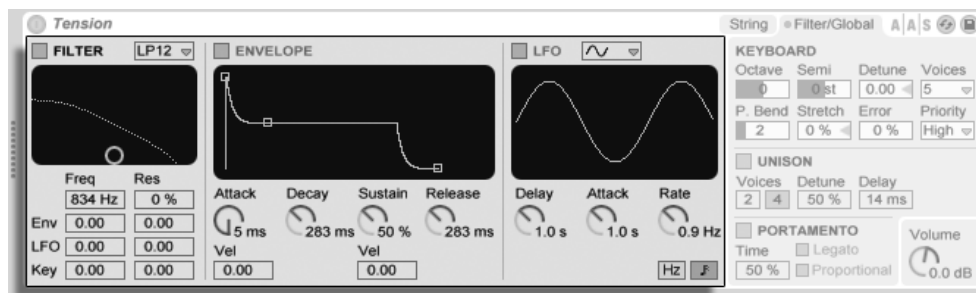 Tension
String Filter/Global A|A|S
FILTER LP12
ENVELOPE
LFO
KEYBOARD
Octave Semi Detune Voices
0 0 st 0.00 5
P. Bend Stretch Error Priority
2 0 % 0 % High
Freq Res
834 Hz 0 %
Env 0.00 0.00
LFO 0.00 0.00
Key 0.00 0.00
Attack Decay Sustain Release
5 ms 283 ms 50 % 283 ms
Vel Vel
0.00 0.00
Delay Attack Rate
1.0 s 1.0 s 0.9 Hz
Hz
UNISON
Voices Detune Delay
2 4 50 % 14 ms
PORTAMENTO
Time Legato
50 % Proportional
Volume
0.0 dB